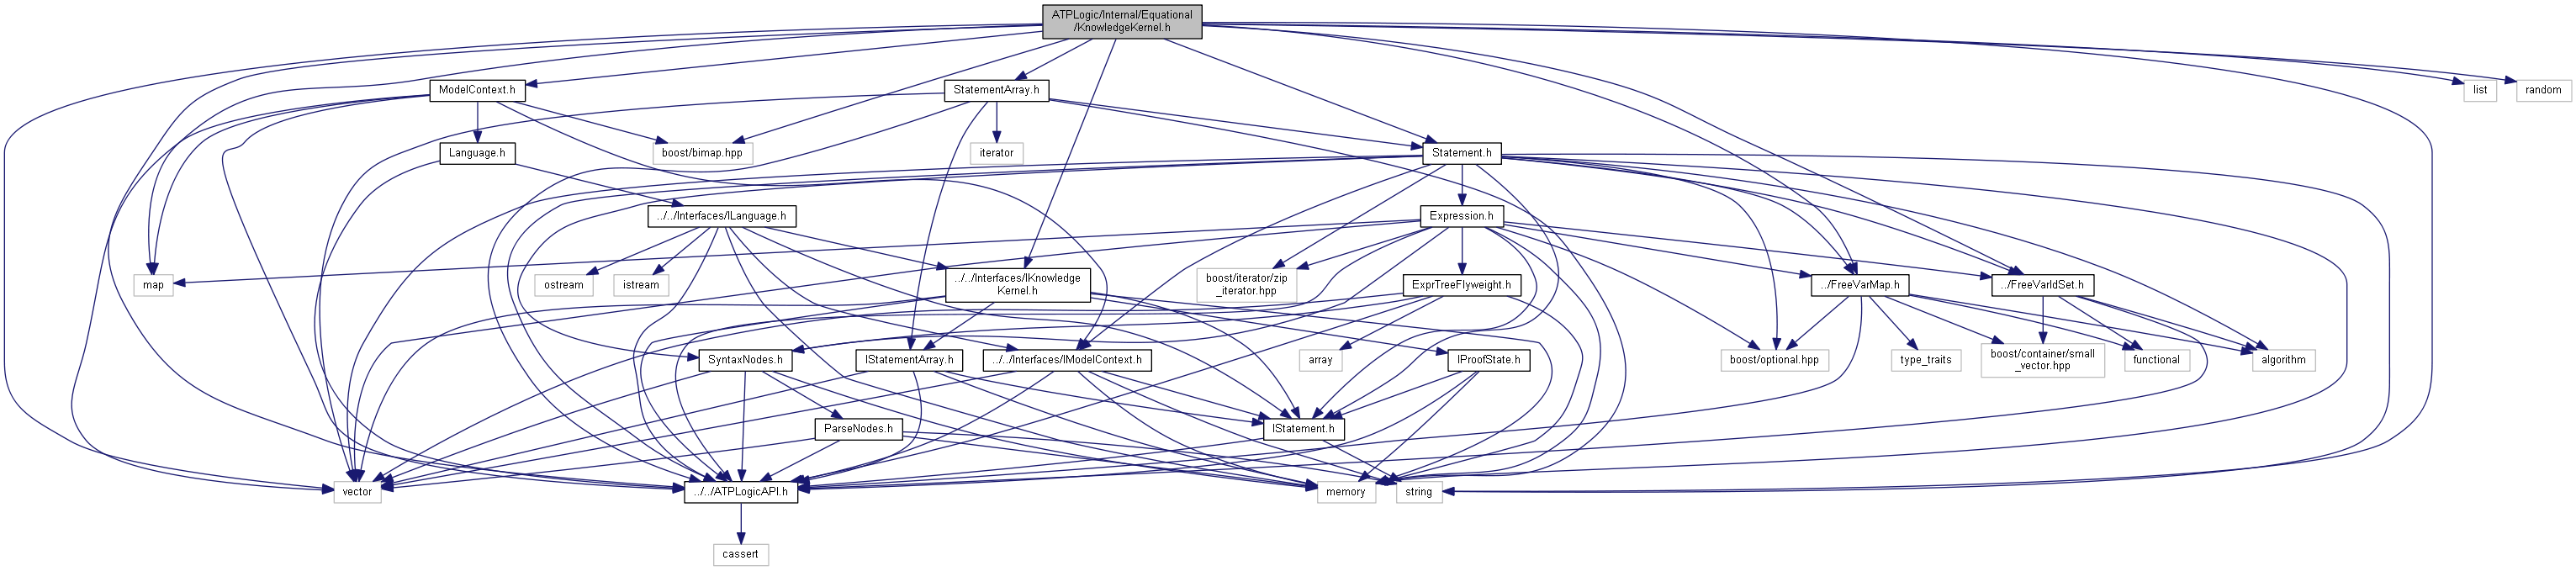 ATPLogic/Internal/Equational
/KnowledgeKernel.h
ModelContext.h
StatementArray.h
list
random
Language.h
boost/bimap.hpp
iterator
Statement.h
../../Interfaces/ILanguage.h
Expression.h
map
ostream
istream
../../Interfaces/IKnowledge
Kernel.h
boost/iterator/zip
_iterator.hpp
ExprTreeFlyweight.h
../FreeVarMap.h
../FreeVarIdSet.h
SyntaxNodes.h
IStatementArray.h
../../Interfaces/IModelContext.h
array
IProofState.h
boost/optional.hpp
type_traits
boost/container/small
_vector.hpp
functional
algorithm
ParseNodes.h
IStatement.h
vector
../../ATPLogicAPI.h
memory
string
cassert